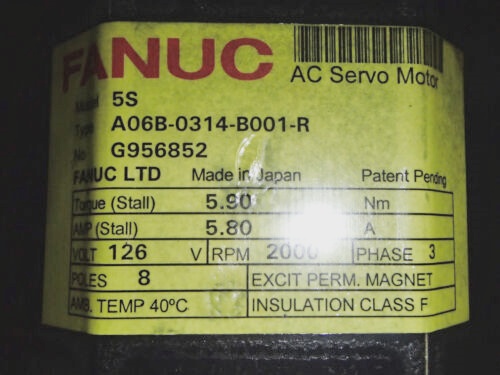 FANUC
AC Servo Motor
Model 5S
Type A06B-0314-B001-R
No G956852
FANUC LTD Made in Japan Patent Pending
Torque (Stall) 5.90 Nm
AMP (Stall) 5.80 A
VOLT 126 V RPM 2000 PHASE 3
POLES 8 EXCIT PERM. MAGNET
AMB. TEMP 40ºC INSULATION CLASS F